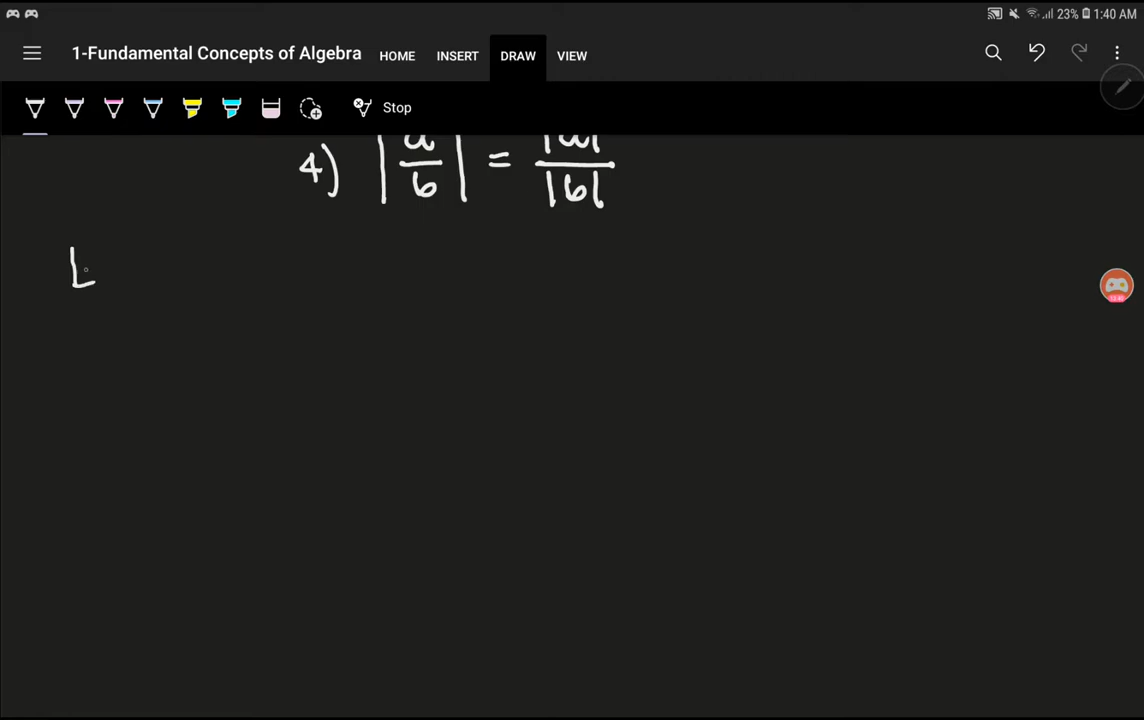 23% 1:40 AM
1-Fundamental Concepts of Algebra HOME INSERT DRAW VIEW
Stop
4) |a/b| = |a|/|b|
L